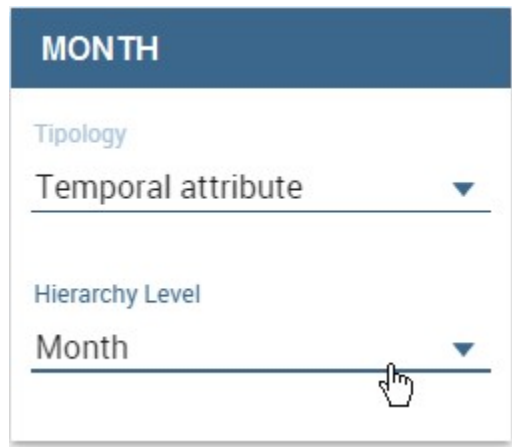 MONTH
Tipology
Temporal attribute
Hierarchy Level
Month